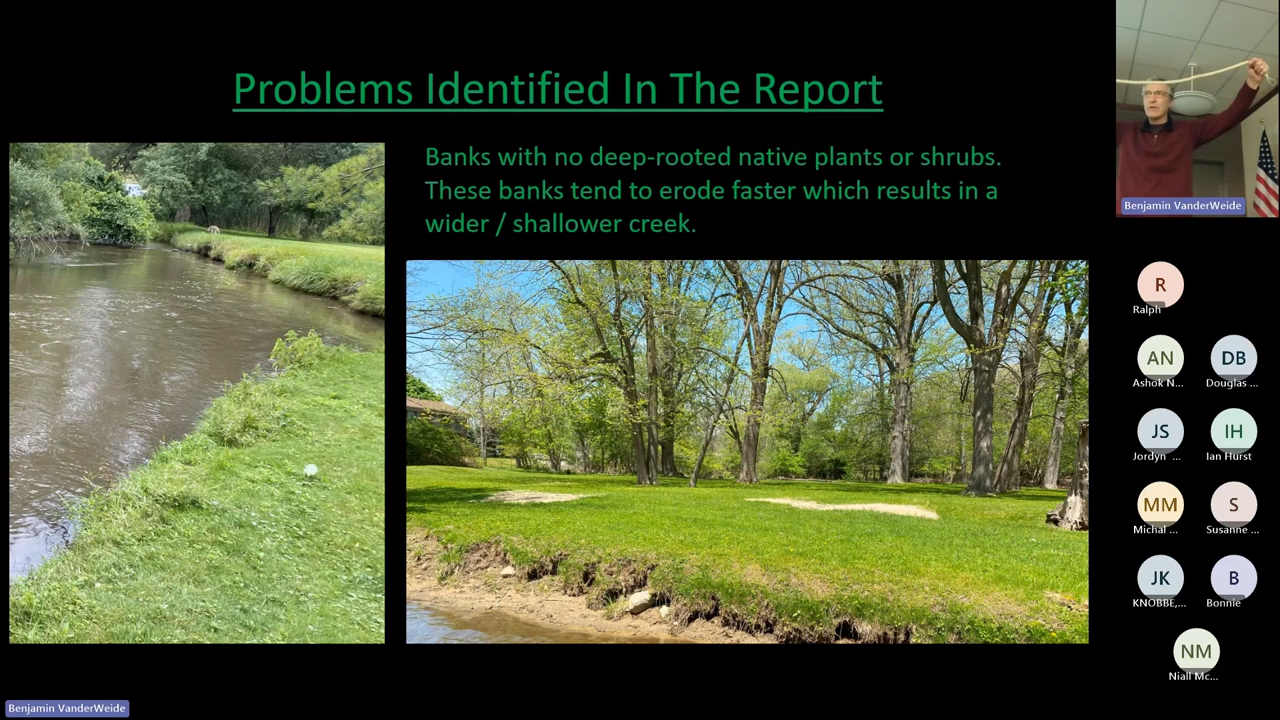 Problems Identified In The Report
Banks with no deep-rooted native plants or shrubs.
These banks tend to erode faster which results in a
wider / shallower creek.
Benjamin VanderWeide
R
Ralph
AN
Ashok N...
DB
Douglas ...
JS
Jordyn ...
IH
Ian Hurst
MM
Michal ...
S
Susanne ...
JK
KNOBBE,...
B
Bonnie
NM
Niall Mc...
Benjamin VanderWeide